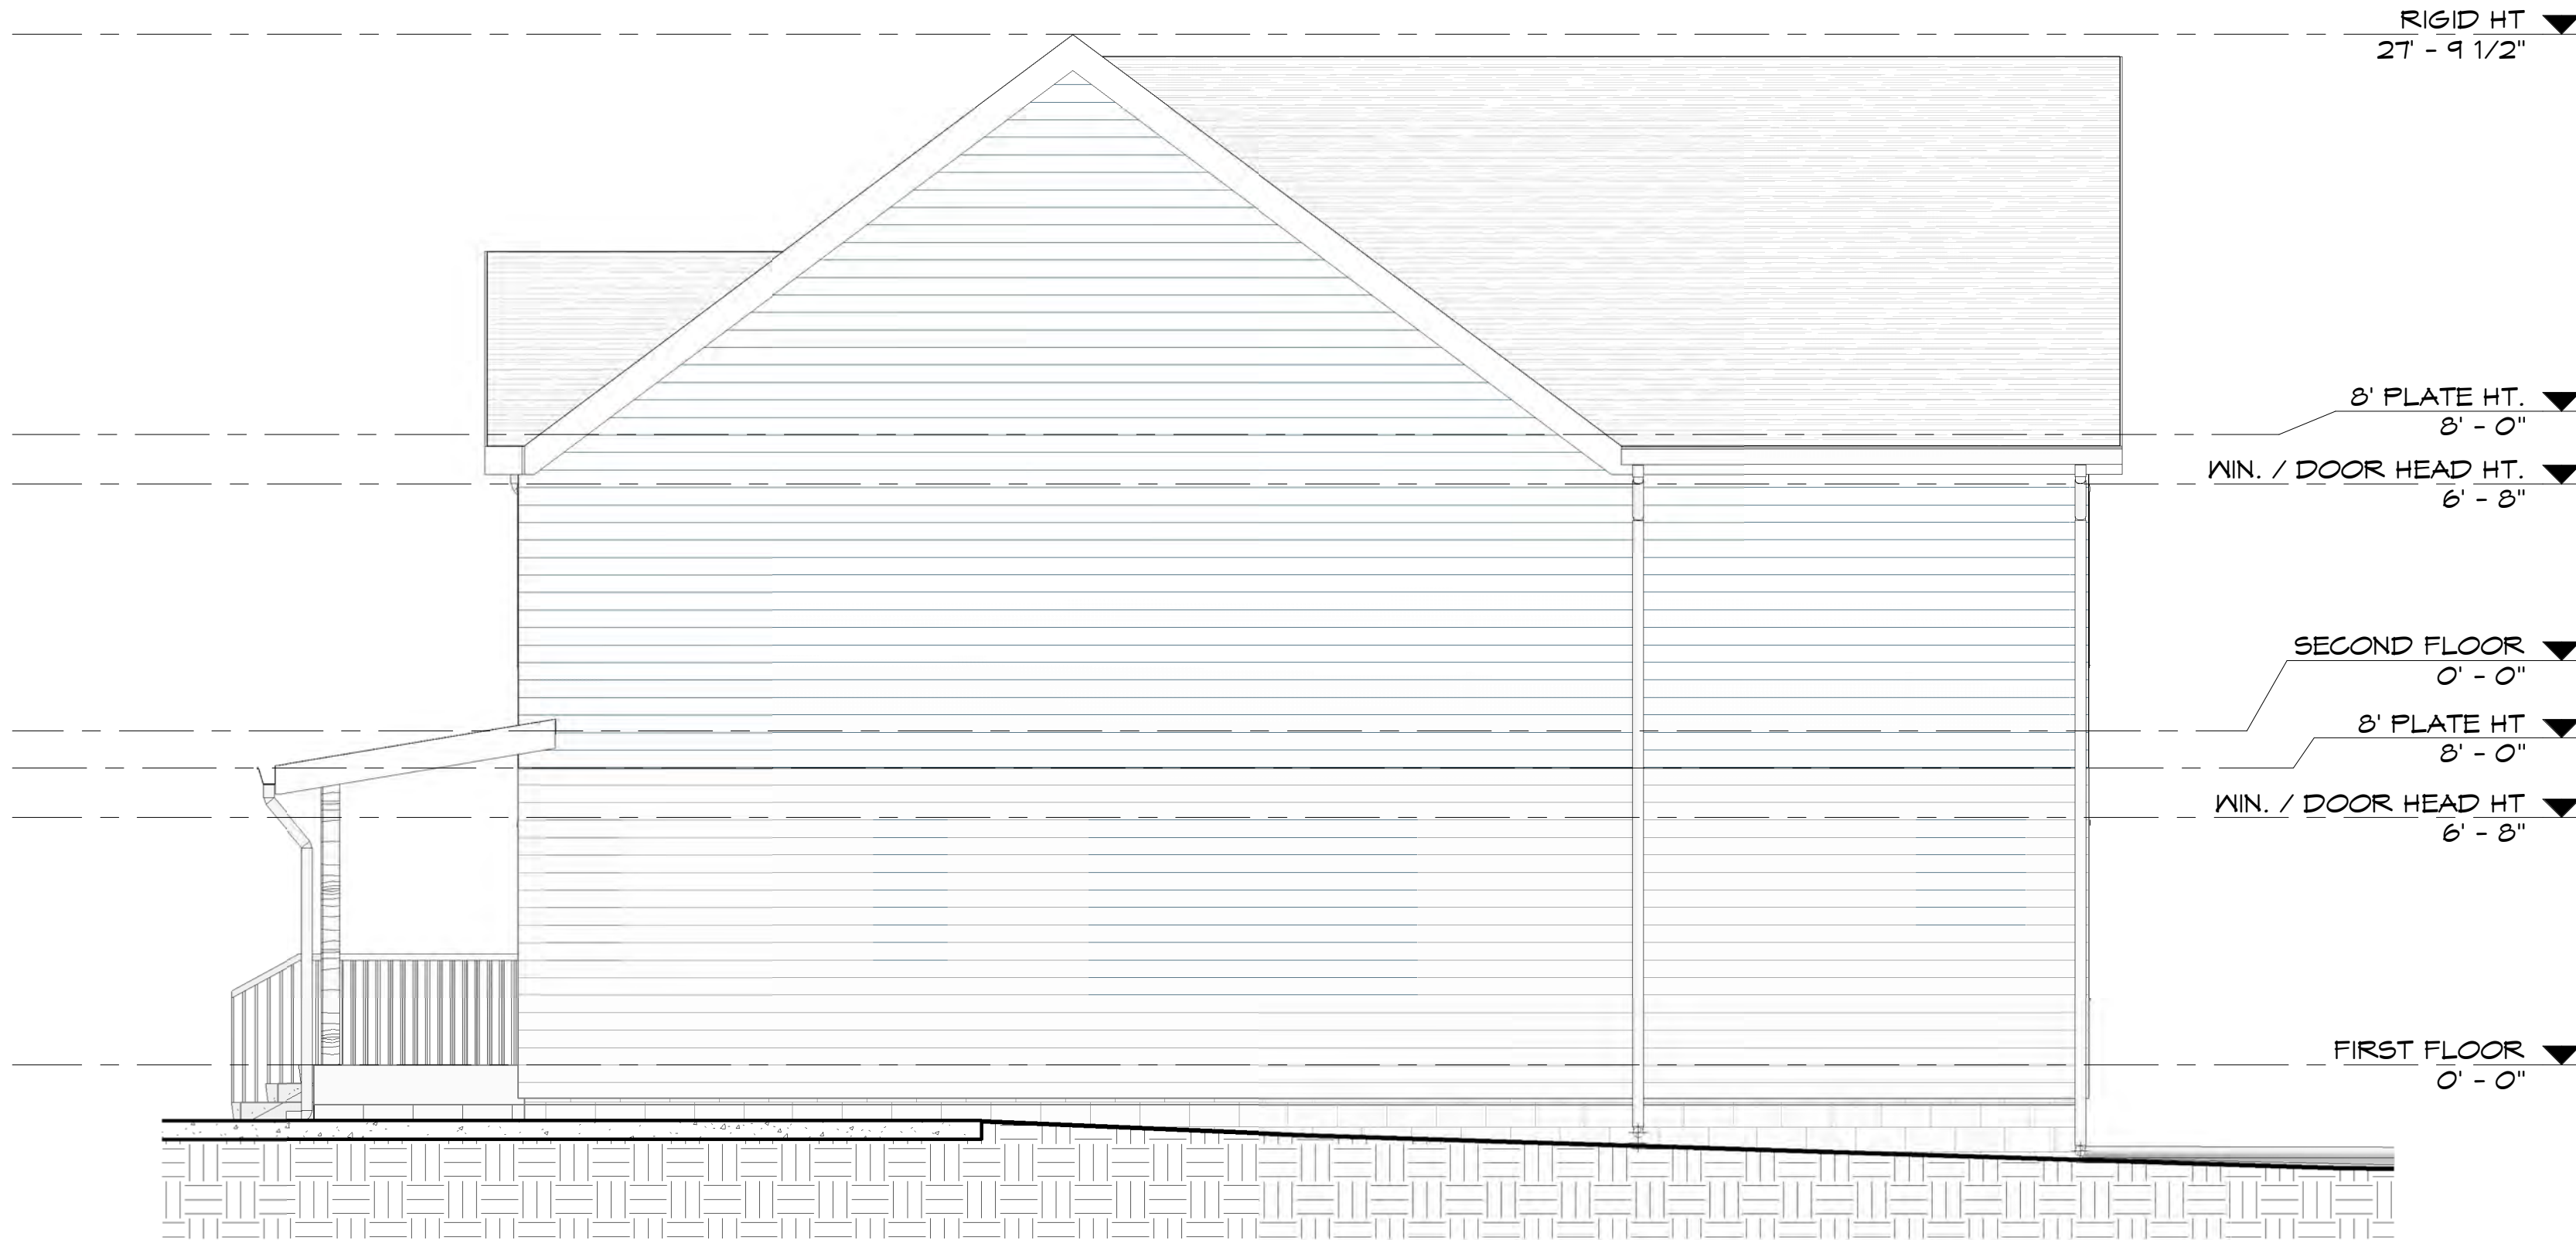 RIGID HT
27' - 9 1/2"
8' PLATE HT.
8' - 0"
WIN. / DOOR HEAD HT.
6' - 8"
SECOND FLOOR
0' - 0"
8' PLATE HT
8' - 0"
WIN. / DOOR HEAD HT
6' - 8"
FIRST FLOOR
0' - 0"